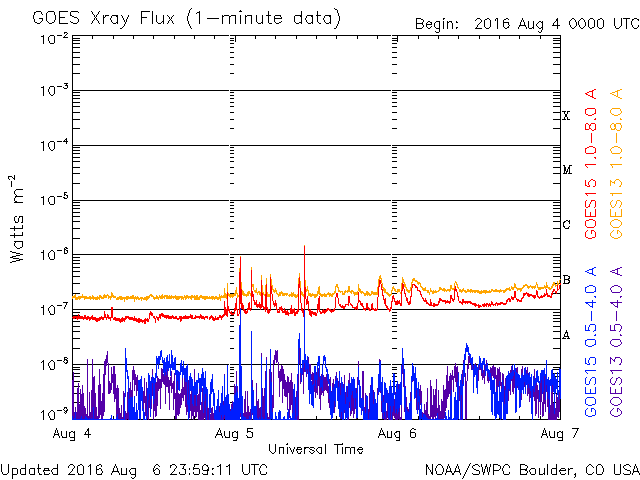 GOES Xray Flux (1-minute data)
Begin: 2016 Aug 4 0000 UTC
10^-2
10^-3
10^-4
10^-5
10^-6
10^-7
10^-8
10^-9
Watts m^-2
X
M
C
B
A
GOES15 1.0-8.0 A
GOES13 1.0-8.0 A
GOES15 0.5-4.0 A
GOES13 0.5-4.0 A
Aug 4
Aug 5
Aug 6
Aug 7
Universal Time
Updated 2016 Aug 6 23:59:11 UTC
NOAA/SWPC Boulder, CO USA